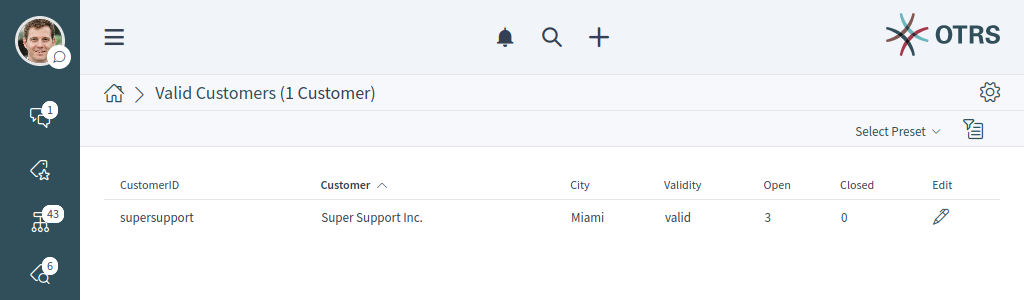 OTRS
Valid Customers (1 Customer)
1
Select Preset
CustomerID Customer City Validity Open Closed Edit
supersupport Super Support Inc. Miami valid 3 0
43
6